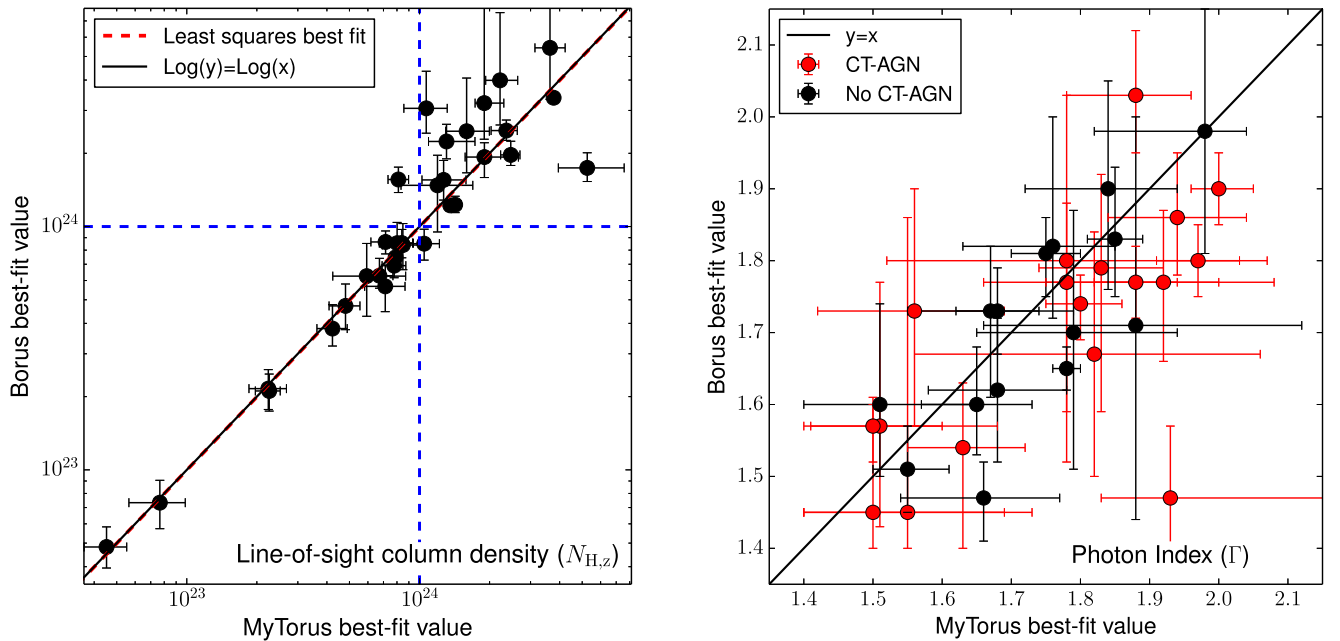 Least squares best fit
Log(y)=Log(x)
10^24
10^23
Borus best-fit value
Line-of-sight column density (N_H,z)
10^23
10^24
MyTorus best-fit value
y=x
CT-AGN
No CT-AGN
2.1
2.0
1.9
1.8
1.7
1.6
1.5
1.4
Borus best-fit value
Photon Index (Γ)
1.4 1.5 1.6 1.7 1.8 1.9 2.0 2.1
MyTorus best-fit value